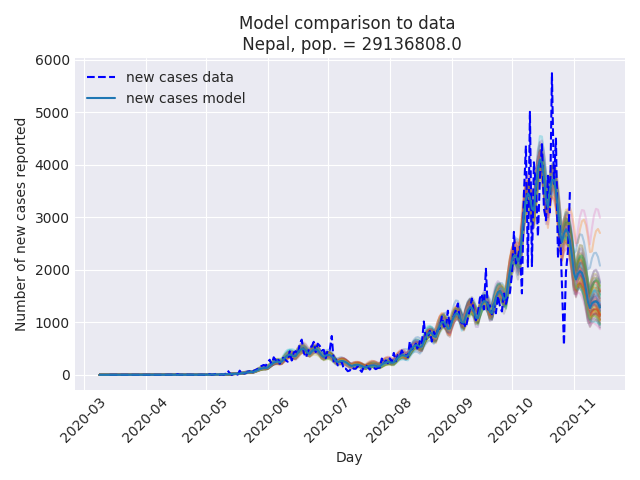 Model comparison to data
Nepal, pop. = 29136808.0
new cases data
new cases model
Number of new cases reported
6000
5000
4000
3000
2000
1000
0
2020-03
2020-04
2020-05
2020-06
2020-07
2020-08
2020-09
2020-10
2020-11
Day